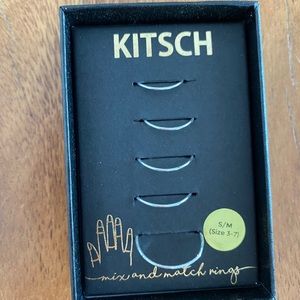 KITSCH
S/M
(Size 3-7)
mix and match rings